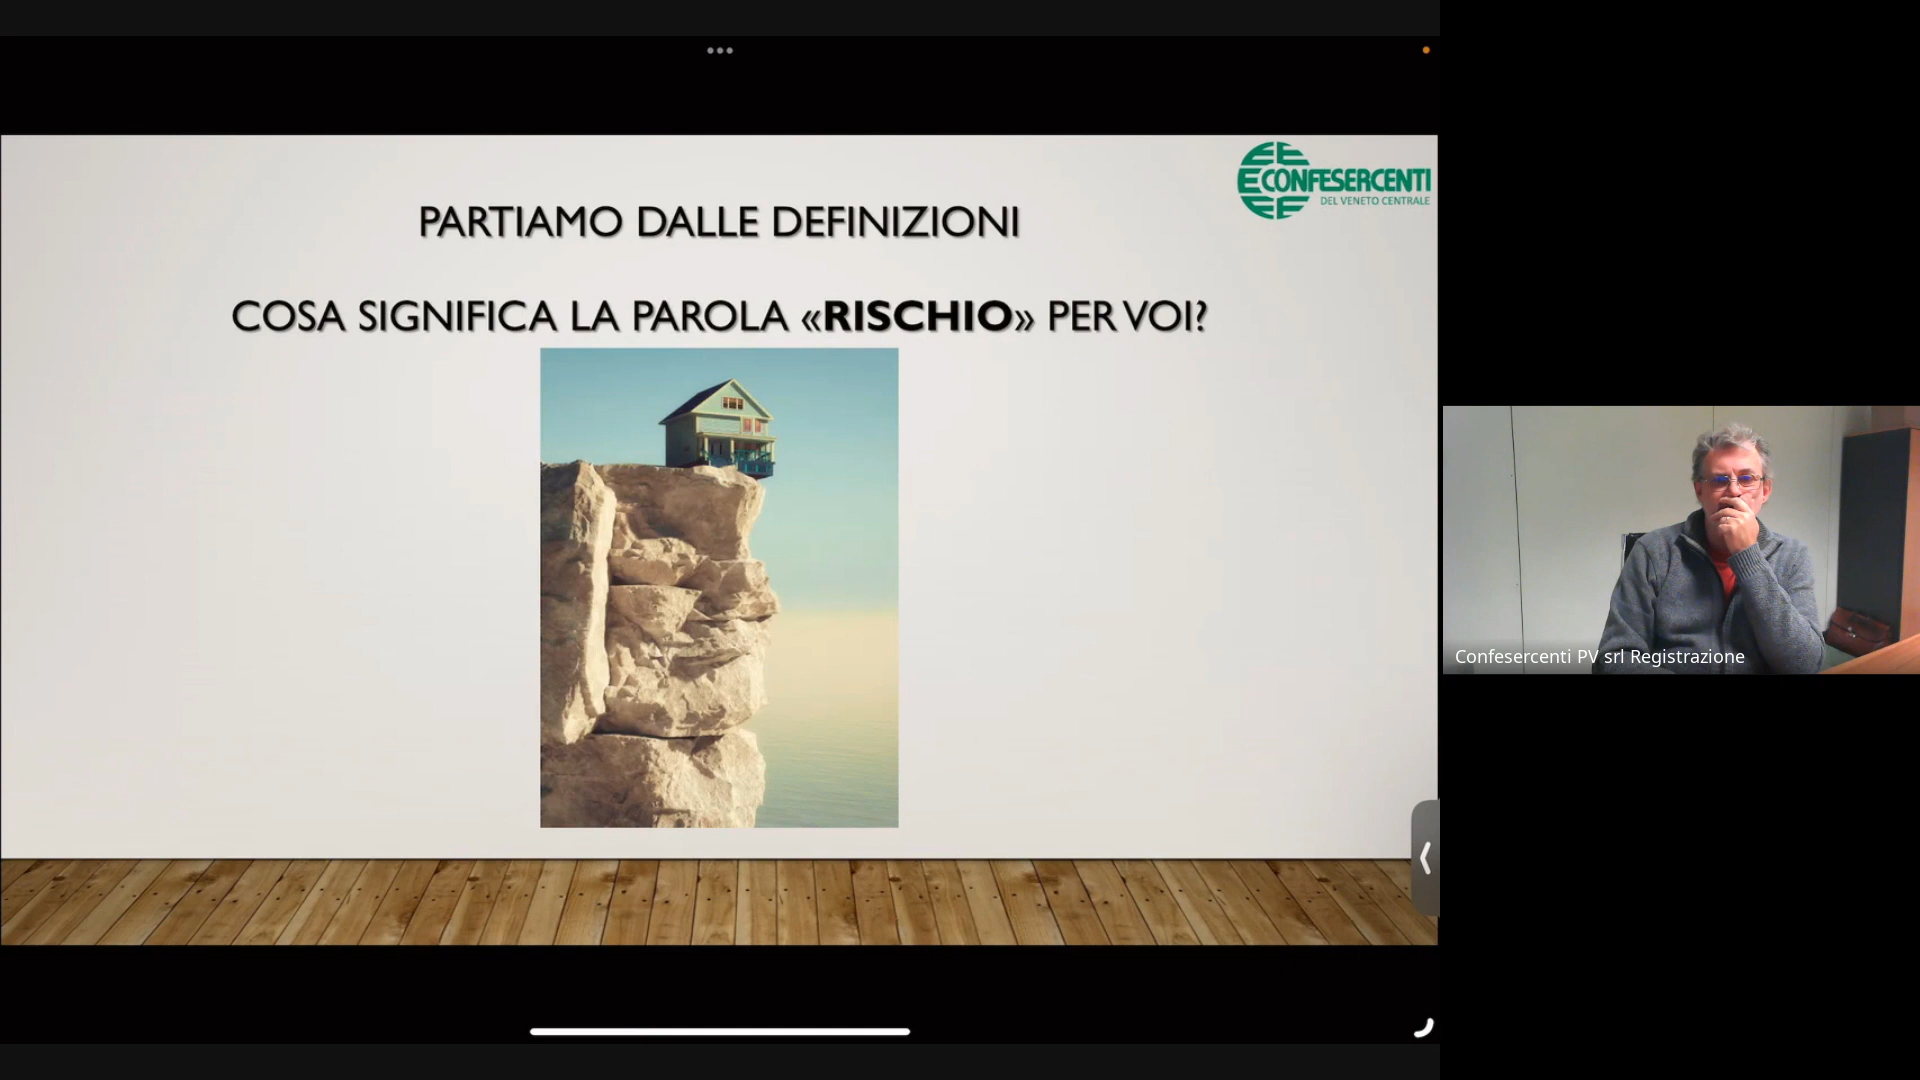 CONFESERCENTI
DEL VENETO CENTRALE
PARTIAMO DALLE DEFINIZIONI
COSA SIGNIFICA LA PAROLA «RISCHIO» PER VOI?
Confesercenti PV srl Registrazione